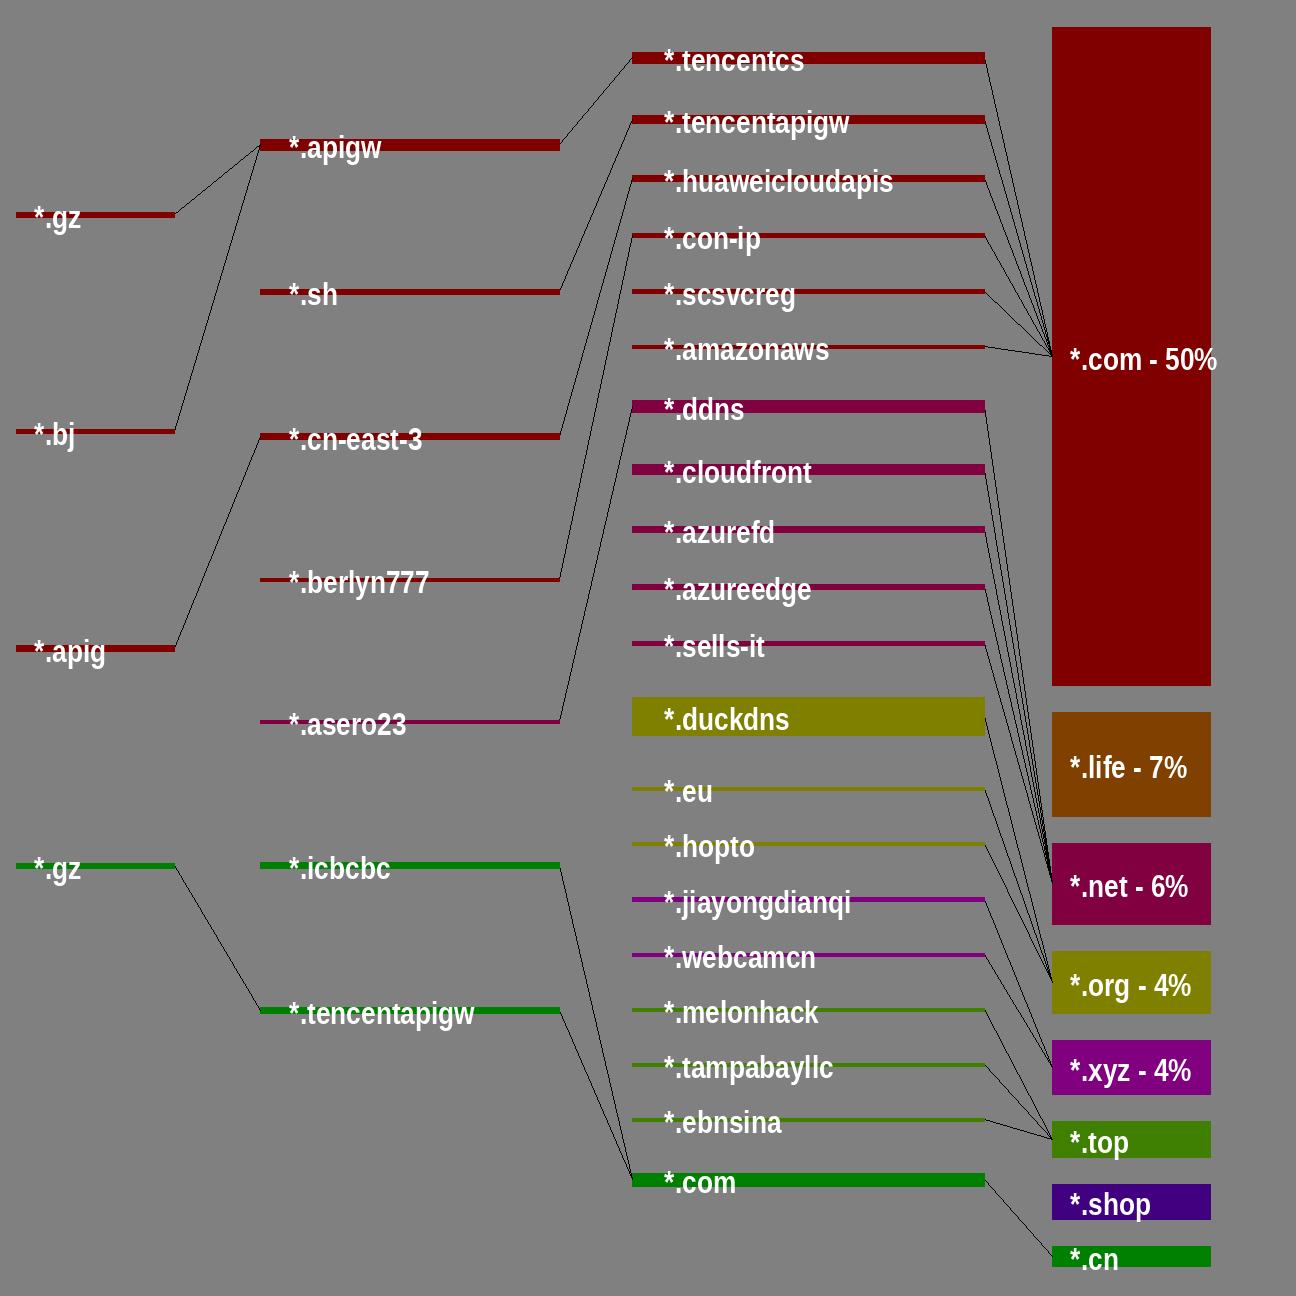 *.gz
*.bj
*.apig
*.gz
*.apigw
*.sh
*.cn-east-3
*.berlyn777
*.asero23
*.icbcbc
*.tencentapigw
*.tencentcs
*.tencentapigw
*.huaweicloudapis
*.con-ip
*.scsvcreg
*.amazonaws
*.ddns
*.cloudfront
*.azurefd
*.azureedge
*.sells-it
*.duckdns
*.eu
*.hopto
*.jiayongdianqi
*.webcamcn
*.melonhack
*.tampabayllc
*.ebnsina
*.com
*.com - 50%
*.life - 7%
*.net - 6%
*.org - 4%
*.xyz - 4%
*.top
*.shop
*.cn